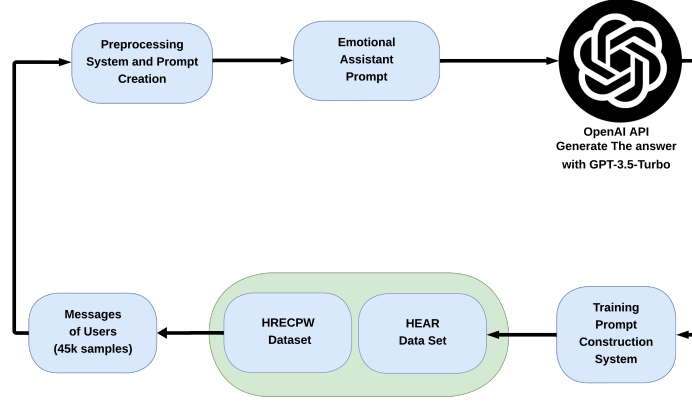 Preprocessing
System and Prompt
Creation
Emotional
Assistant
Prompt
OpenAI API
Generate The answer
with GPT-3.5-Turbo
Messages
of Users
(45k samples)
HRECPW
Dataset
HEAR
Data Set
Training
Prompt
Construction
System